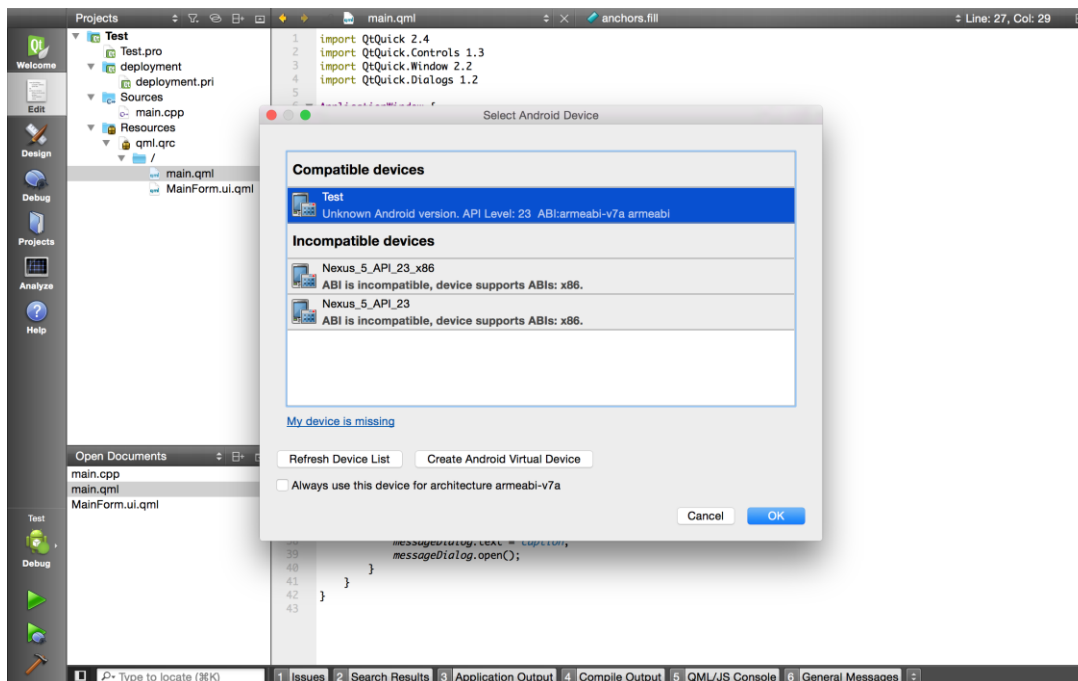 Projects
main.qml
anchors.fill
Line: 27, Col: 29
Welcome
Edit
Design
Debug
Projects
Analyze
Help
Test
Debug
Test
Test.pro
deployment
deployment.pri
Sources
main.cpp
Resources
qml.qrc
/
main.qml
MainForm.ui.qml
Open Documents
main.cpp
main.qml
MainForm.ui.qml
1 import QtQuick 2.4
2 import QtQuick.Controls 1.3
3 import QtQuick.Window 2.2
4 import QtQuick.Dialogs 1.2
5
Select Android Device
Compatible devices
Test
Unknown Android version. API Level: 23 ABI:armeabi-v7a armeabi
Incompatible devices
Nexus_5_API_23_x86
ABI is incompatible, device supports ABIs: x86.
Nexus_5_API_23
ABI is incompatible, device supports ABIs: x86.
My device is missing
Refresh Device List
Create Android Virtual Device
Always use this device for architecture armeabi-v7a
Cancel
OK
39 messageDialog.open();
40 }
41 }
42 }
43
Type to locate (⌘K)
1 Issues 2 Search Results 3 Application Output 4 Compile Output 5 QML/JS Console 6 General Messages